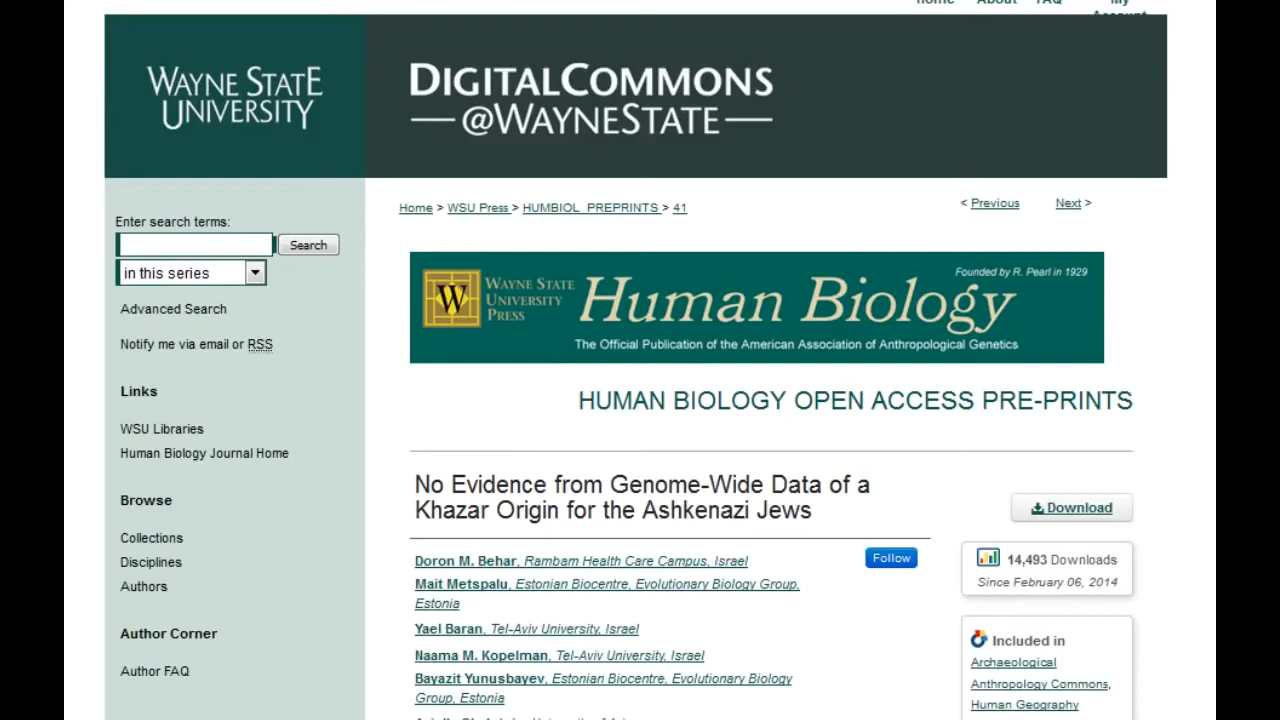 Home About FAQ My
Account
WAYNE STATE
UNIVERSITY
DIGITALCOMMONS
@WAYNESTATE
Enter search terms:
Search
in this series
Advanced Search
Notify me via email or RSS
Links
WSU Libraries
Human Biology Journal Home
Browse
Collections
Disciplines
Authors
Author Corner
Author FAQ
Home > WSU Press > HUMBIOL_PREPRINTS > 41
< Previous Next >
WAYNE STATE
UNIVERSITY
PRESS
Founded by R. Pearl in 1929
Human Biology
The Official Publication of the American Association of Anthropological Genetics
HUMAN BIOLOGY OPEN ACCESS PRE-PRINTS
No Evidence from Genome-Wide Data of a
Khazar Origin for the Ashkenazi Jews
Download
Doron M. Behar, Rambam Health Care Campus, Israel
Follow
Mait Metspalu, Estonian Biocentre, Evolutionary Biology Group,
Estonia
Yael Baran, Tel-Aviv University, Israel
Naama M. Kopelman, Tel-Aviv University, Israel
Bayazit Yunusbayev, Estonian Biocentre, Evolutionary Biology
Group, Estonia
14,493 Downloads
Since February 06, 2014
Included in
Archaeological
Anthropology Commons,
Human Geography